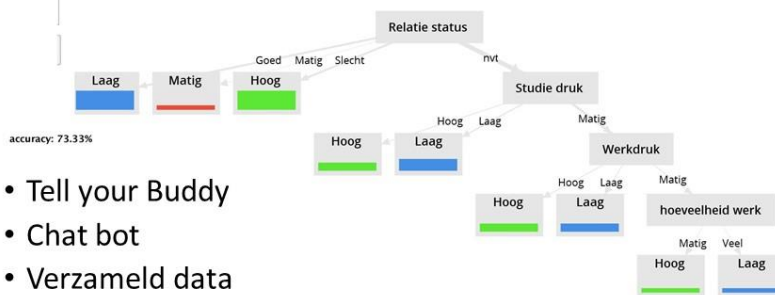 Relatie status
Goed Matig Slecht nvt
Laag Matig Hoog Studie druk
Hoog Laag Matig
accuracy: 73.33%
Hoog Laag Werkdruk
Hoog Laag Matig
• Tell your Buddy
Hoog Laag hoeveelheid werk
• Chat bot
Matig Veel
• Verzameld data
Hoog Laag